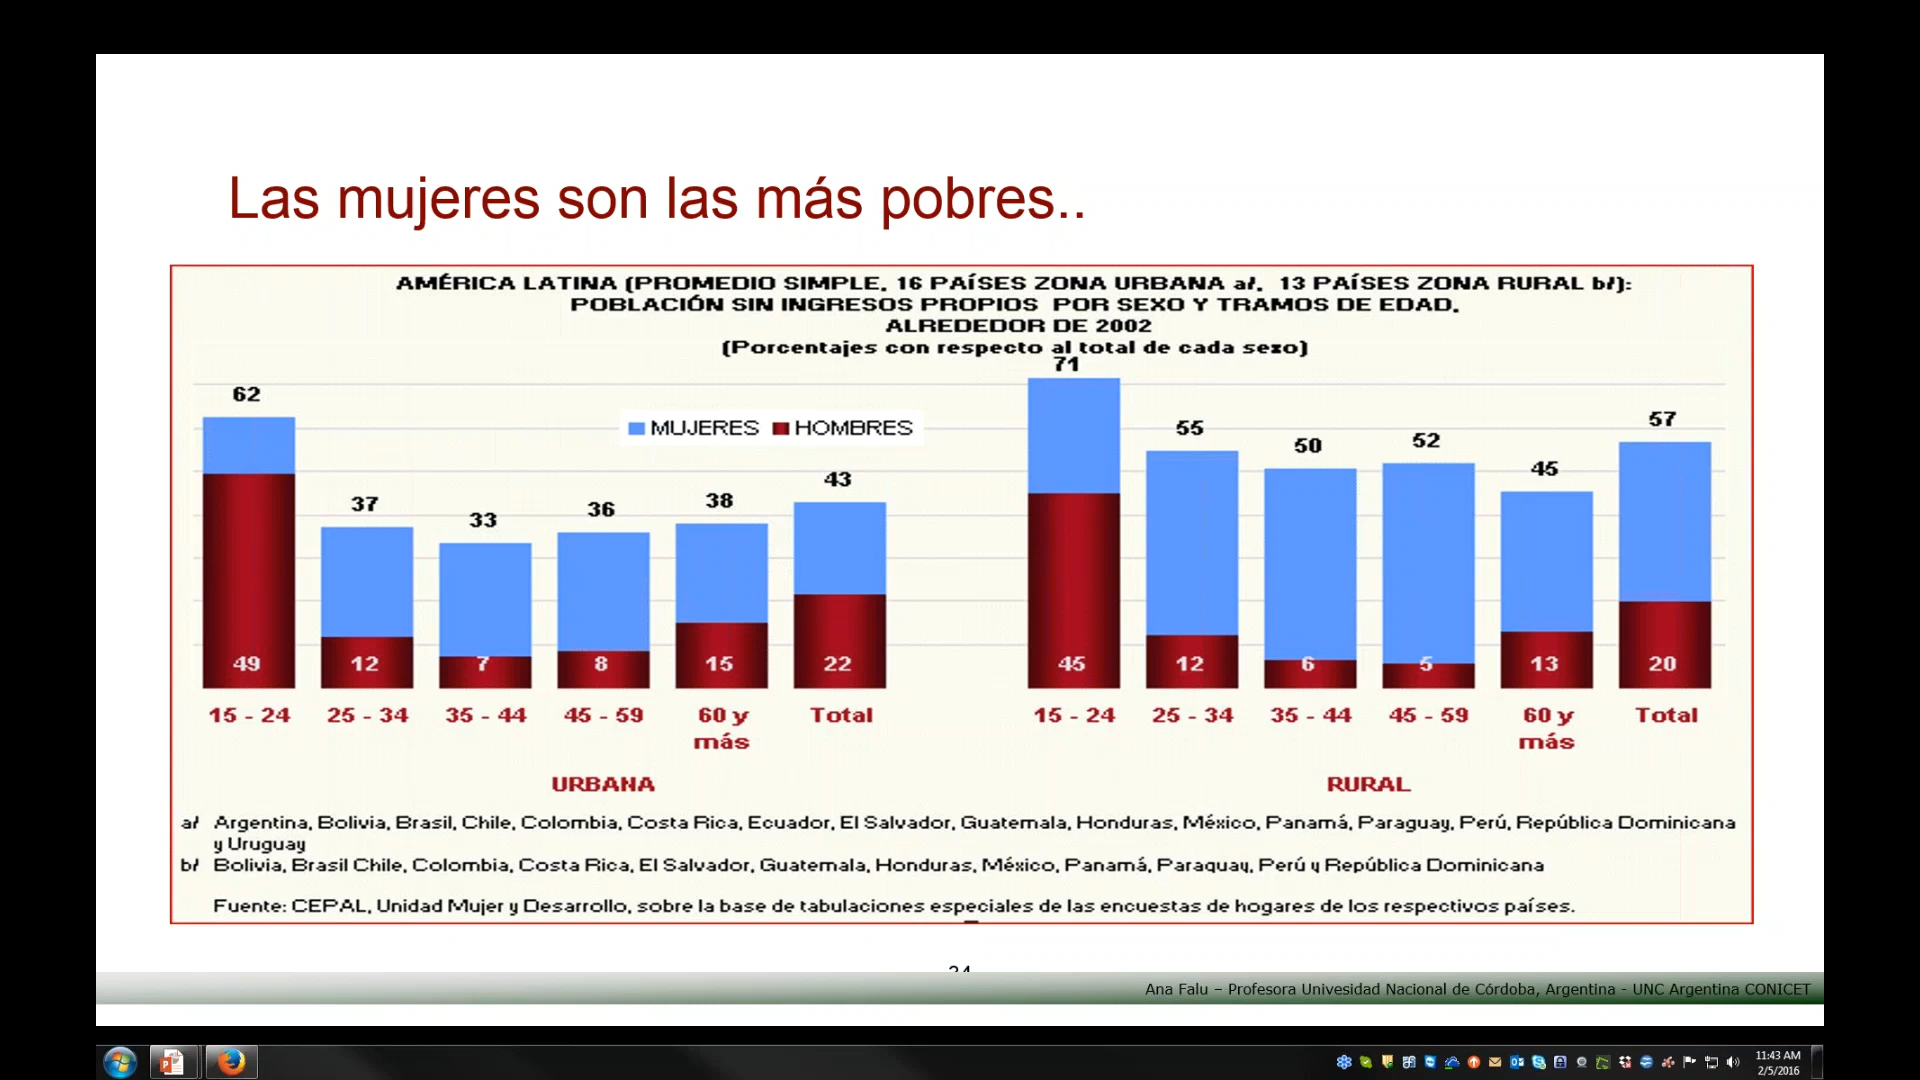 Las mujeres son las más pobres..
AMÉRICA LATINA (PROMEDIO SIMPLE, 16 PAÍSES ZONA URBANA a/, 13 PAÍSES ZONA RURAL b/):
POBLACIÓN SIN INGRESOS PROPIOS POR SEXO Y TRAMOS DE EDAD,
ALREDEDOR DE 2002
(Porcentajes con respecto al total de cada sexo)
MUJERES HOMBRES
62 37 33 36 38 43 71 55 50 52 45 57
49 12 7 8 15 22 45 12 6 5 13 20
15 - 24 25 - 34 35 - 44 45 - 59 60 y más Total 15 - 24 25 - 34 35 - 44 45 - 59 60 y más Total
URBANA RURAL
a/ Argentina, Bolivia, Brasil, Chile, Colombia, Costa Rica, Ecuador, El Salvador, Guatemala, Honduras, México, Panamá, Paraguay, Perú, República Dominicana
y Uruguay
b/ Bolivia, Brasil Chile, Colombia, Costa Rica, El Salvador, Guatemala, Honduras, México, Panamá, Paraguay, Perú y República Dominicana
Fuente: CEPAL, Unidad Mujer y Desarrollo, sobre la base de tabulaciones especiales de las encuestas de hogares de los respectivos países.
Ana Falu – Profesora Univesidad Nacional de Córdoba, Argentina - UNC Argentina CONICET
11:43 AM
2/5/2016